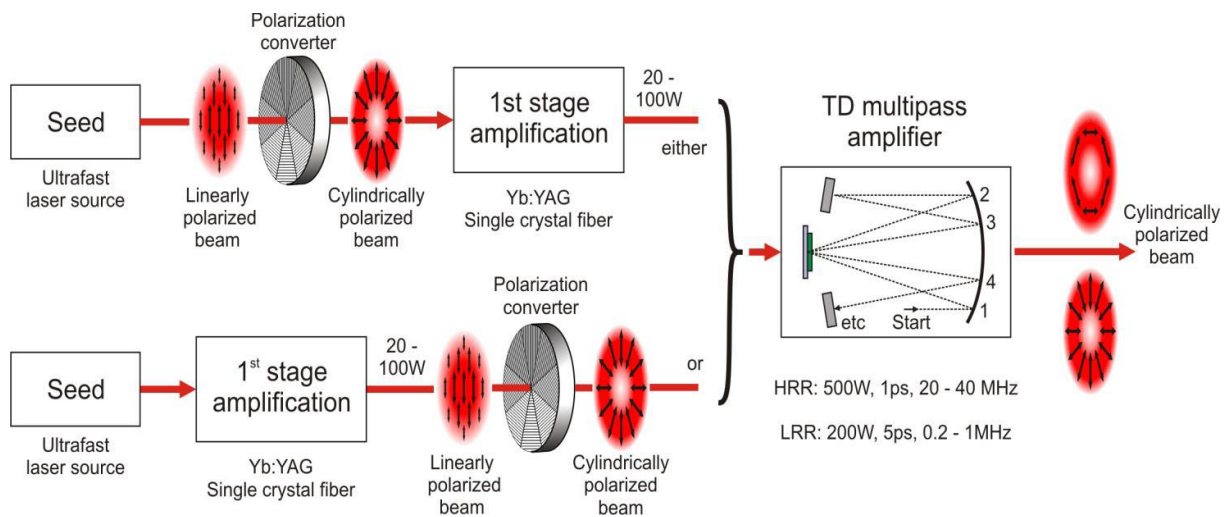 Polarization
converter
Seed
Ultrafast
laser source
Linearly
polarized
beam
Cylindrically
polarized
beam
1st stage
amplification
Yb:YAG
Single crystal fiber
20 -
100W
either
TD multipass
amplifier
2
3
4
1
etc
Start
HRR: 500W, 1ps, 20 - 40 MHz
LRR: 200W, 5ps, 0.2 - 1MHz
Cylindrically
polarized
beam
Seed
Ultrafast
laser source
1st stage
amplification
Yb:YAG
Single crystal fiber
20 -
100W
Polarization
converter
Linearly
polarized
beam
Cylindrically
polarized
beam
or